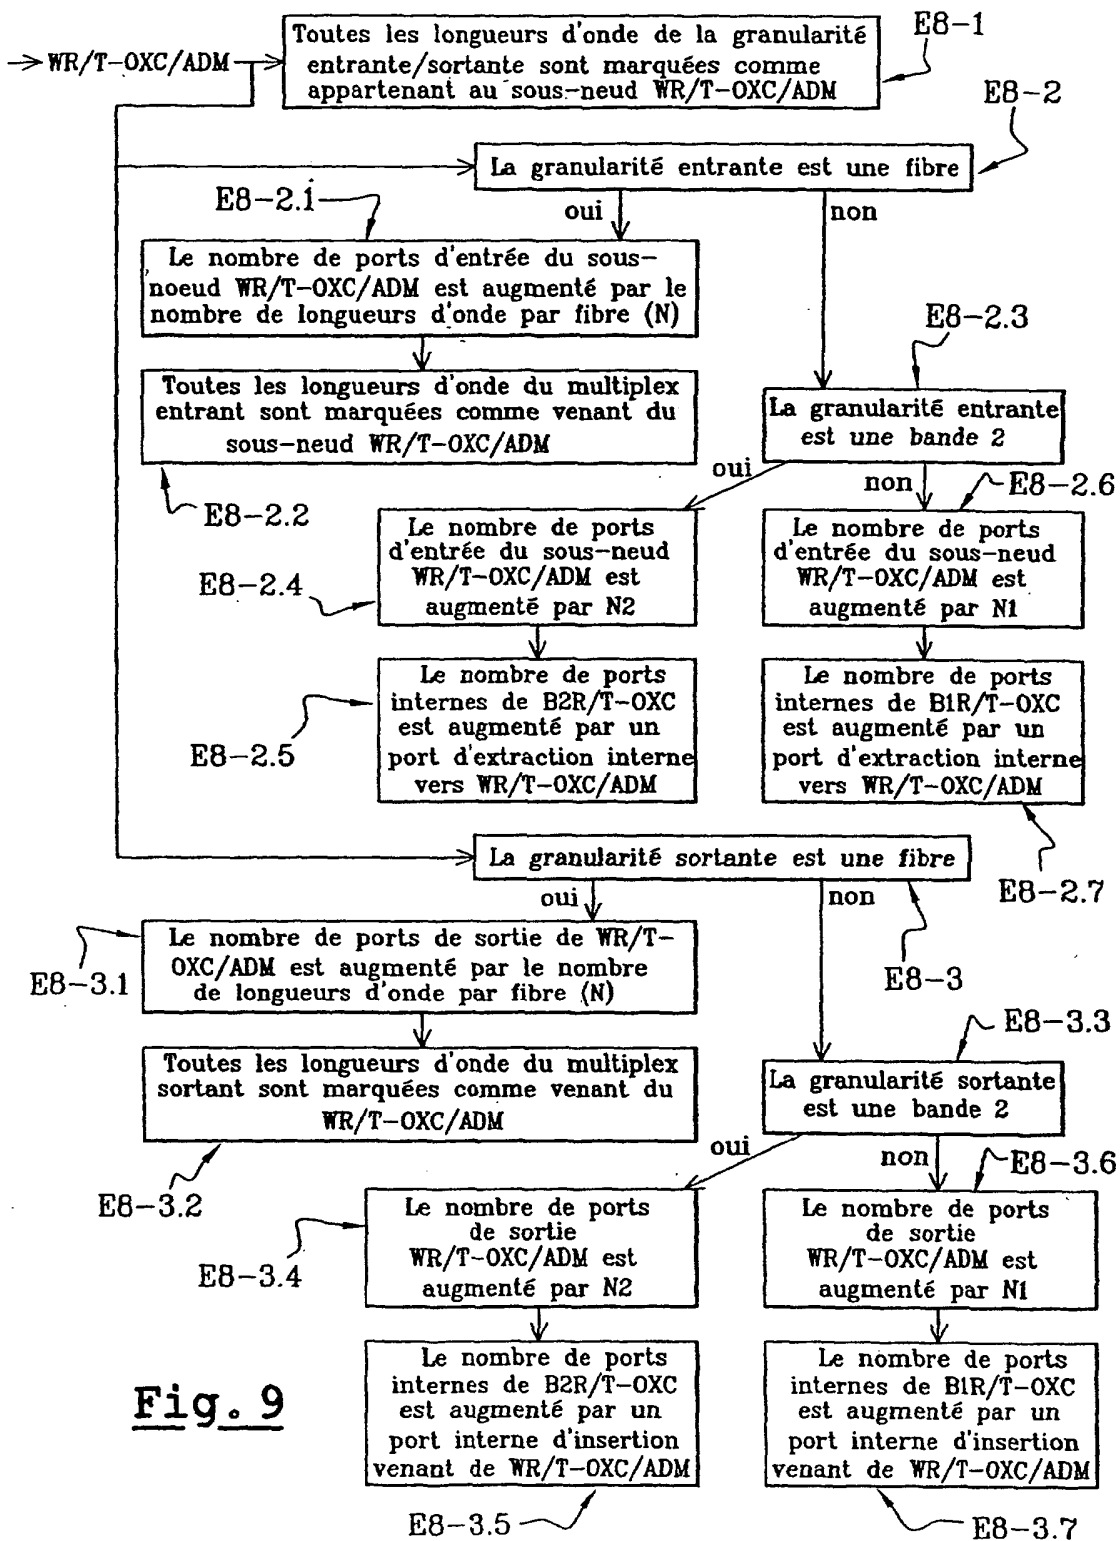 E8-1
Toutes les longueurs d'onde de la granularité
WR/T-OXC/ADM
entrante/sortante sont marquées comme
appartenant au sous-neud WR/T-OXC/ADM
E8-2
La granularité entrante est une fibre
E8-2.1
oui
non
Le nombre de ports d'entrée du sous-
noeud WR/T-OXC/ADM est augmenté par le
nombre de longueurs d'onde par fibre (N)
E8-2.3
Toutes les longueurs d'onde du multiplex
entrant sont marquées comme venant du
sous-neud WR/T-OXC/ADM
La granularité entrante
est une bande 2
oui
non
E8-2.6
E8-2.2
Le nombre de ports
d'entrée du sous-neud
WR/T-OXC/ADM est
augmenté par N2
E8-2.4
Le nombre de ports
d'entrée du sous-neud
WR/T-OXC/ADM est
augmenté par N1
Le nombre de ports
internes de B2R/T-OXC
est augmenté par un
port d'extraction interne
vers WR/T-OXC/ADM
E8-2.5
Le nombre de ports
internes de B1R/T-OXC
est augmenté par un
port d'extraction interne
vers WR/T-OXC/ADM
E8-2.7
La granularité sortante est une fibre
oui
non
E8-3
Le nombre de ports de sortie de WR/T-
OXC/ADM est augmenté par le nombre
de longueurs d'onde par fibre (N)
E8-3.1
E8-3.3
Toutes les longueurs d'onde du multiplex
sortant sont marquées comme venant du
WR/T-OXC/ADM
La granularité sortante
est une bande 2
oui
non
E8-3.6
E8-3.2
Le nombre de ports
de sortie
WR/T-OXC/ADM est
augmenté par N2
E8-3.4
Le nombre de ports
de sortie
WR/T-OXC/ADM est
augmenté par N1
Le nombre de ports
internes de B2R/T-OXC
est augmenté par un
port interne d'insertion
venant de WR/T-OXC/ADM
Le nombre de ports
internes de B1R/T-OXC
est augmenté par un
port interne d'insertion
venant de WR/T-OXC/ADM
Fig. 9
E8-3.5
E8-3.7